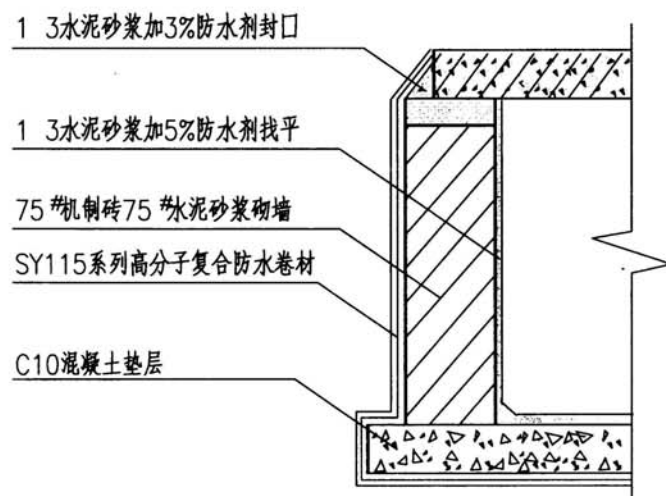 1 3水泥砂浆加3%防水剂封口
1 3水泥砂浆加5%防水剂找平
75#机制砖75#水泥砂浆砌墙
SY115系列高分子复合防水卷材
C10混凝土垫层